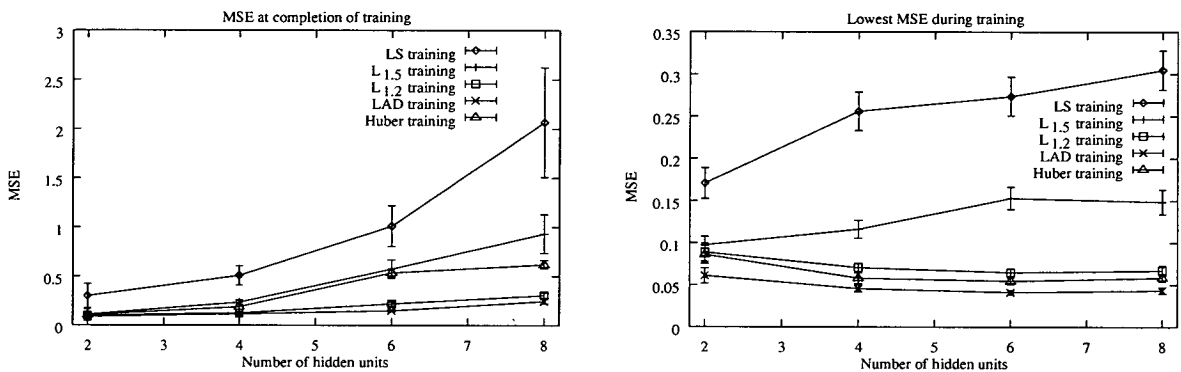 MSE at completion of training
3
2.5
2
1.5
1
0.5
0
MSE
LS training
L1.5 training
L1.2 training
LAD training
Huber training
2 3 4 5 6 7 8
Number of hidden units
Lowest MSE during training
0.35
0.3
0.25
0.2
0.15
0.1
0.05
0
MSE
LS training
L1.5 training
L1.2 training
LAD training
Huber training
2 3 4 5 6 7 8
Number of hidden units